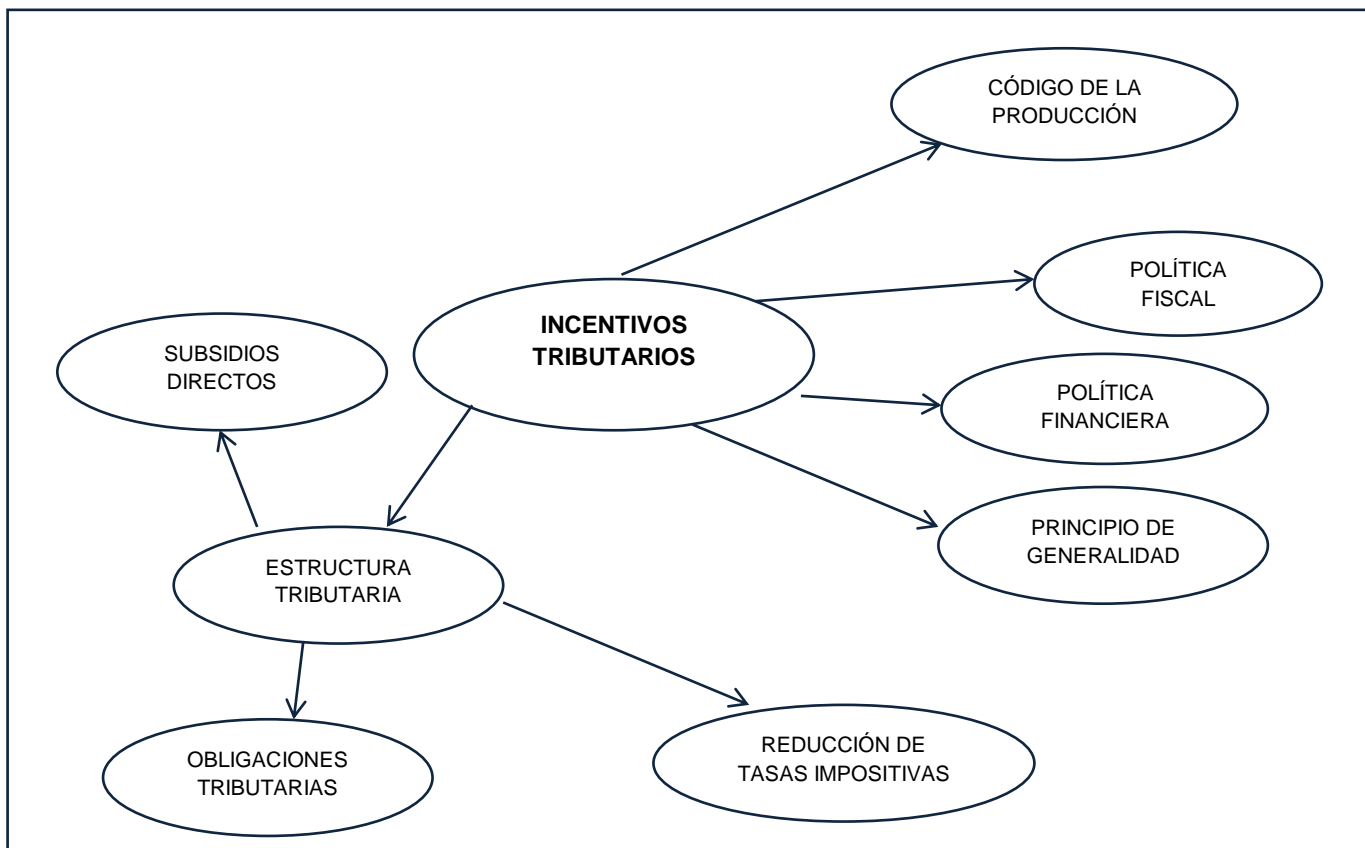 CÓDIGO DE LA
PRODUCCIÓN
POLÍTICA
FISCAL
INCENTIVOS
TRIBUTARIOS
SUBSIDIOS
DIRECTOS
POLÍTICA
FINANCIERA
PRINCIPIO DE
GENERALIDAD
ESTRUCTURA
TRIBUTARIA
OBLIGACIONES
TRIBUTARIAS
REDUCCIÓN DE
TASAS IMPOSITIVAS